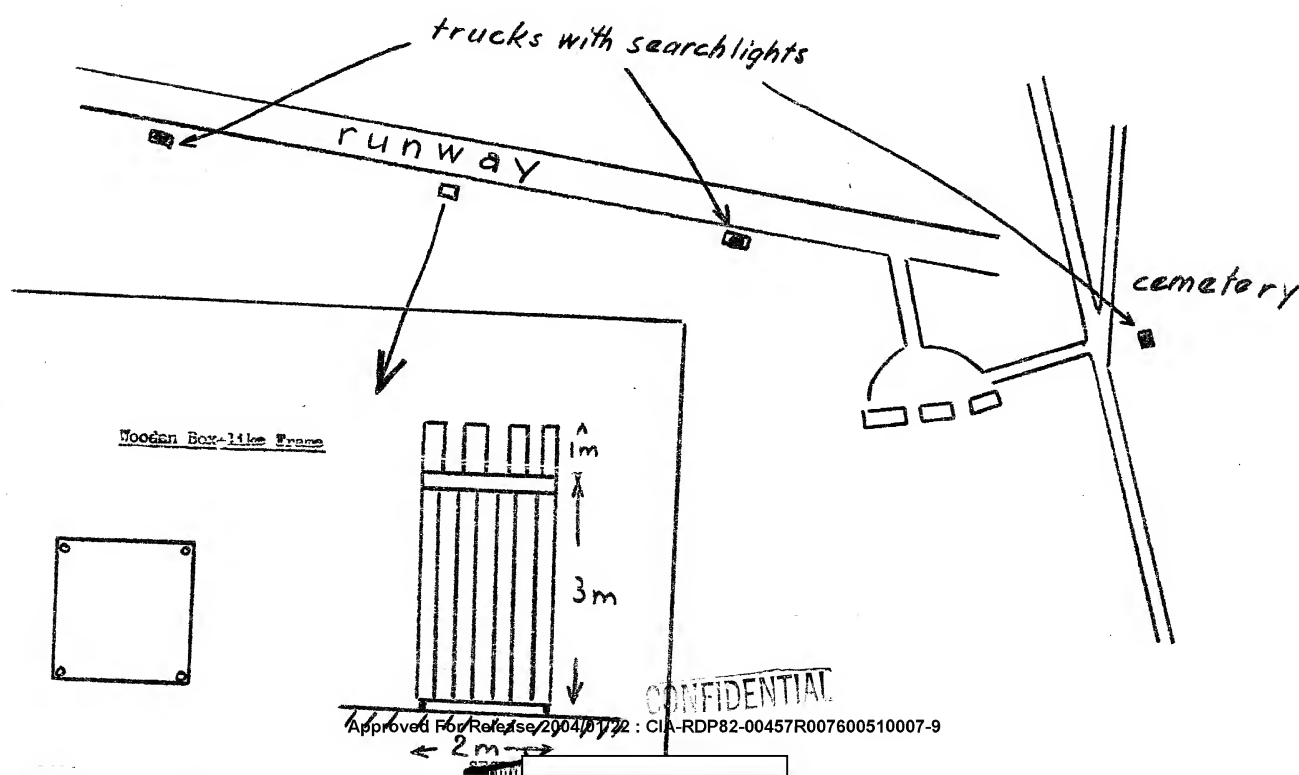 trucks with searchlights
runway
cemetery
Wooden Box-like Frame
1m
3m
CONFIDENTIAL
Approved For Release 2004/01/22 : CIA-RDP82-00457R007600510007-9
2m